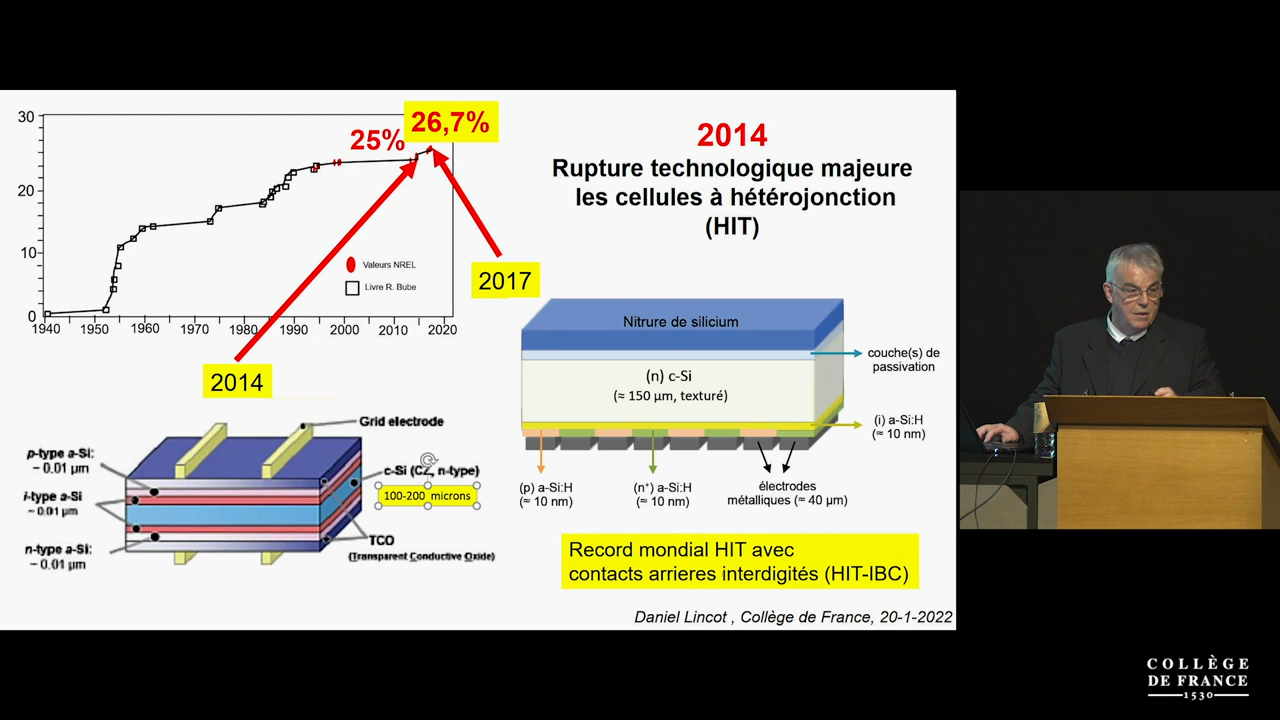 30
20
10
0
1940
1950
1960
1970
1980
1990
2000
2010
2020
25%
26,7%
Valeurs NREL
Livre R. Bube
2017
2014
2014
Rupture technologique majeure
les cellules à hétérojonction
(HIT)
Nitrure de silicium
(n) c-Si
(≈ 150 µm, texturé)
couche(s) de
passivation
(i) a-Si:H
(≈ 10 nm)
(p) a-Si:H
(≈ 10 nm)
(n⁺) a-Si:H
(≈ 10 nm)
électrodes
métalliques (≈ 40 µm)
Grid electrode
p-type a-Si:
~ 0.01 µm
i-type a-Si
~ 0.01 µm
n-type a-Si:
~ 0.01 µm
c-Si (CZ, n-type)
100-200 microns
TCO
(Transparent Conductive Oxide)
Record mondial HIT avec
contacts arrieres interdigités (HIT-IBC)
Daniel Lincot , Collège de France, 20-1-2022
COLLÈGE
DE FRANCE
1530